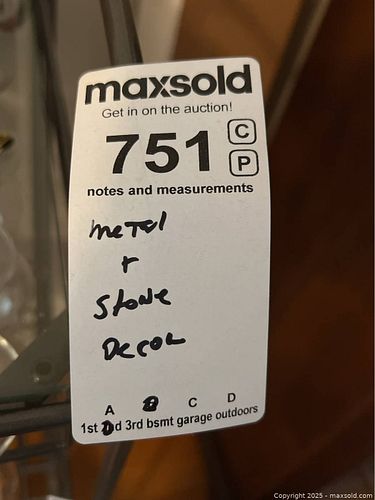 maxsold
Get in on the auction!
751 C
P
notes and measurements
metal
+
Stone
Decor
A B C D
1st 2nd 3rd bsmt garage outdoors
Copyright © 2025 - maxsold.com